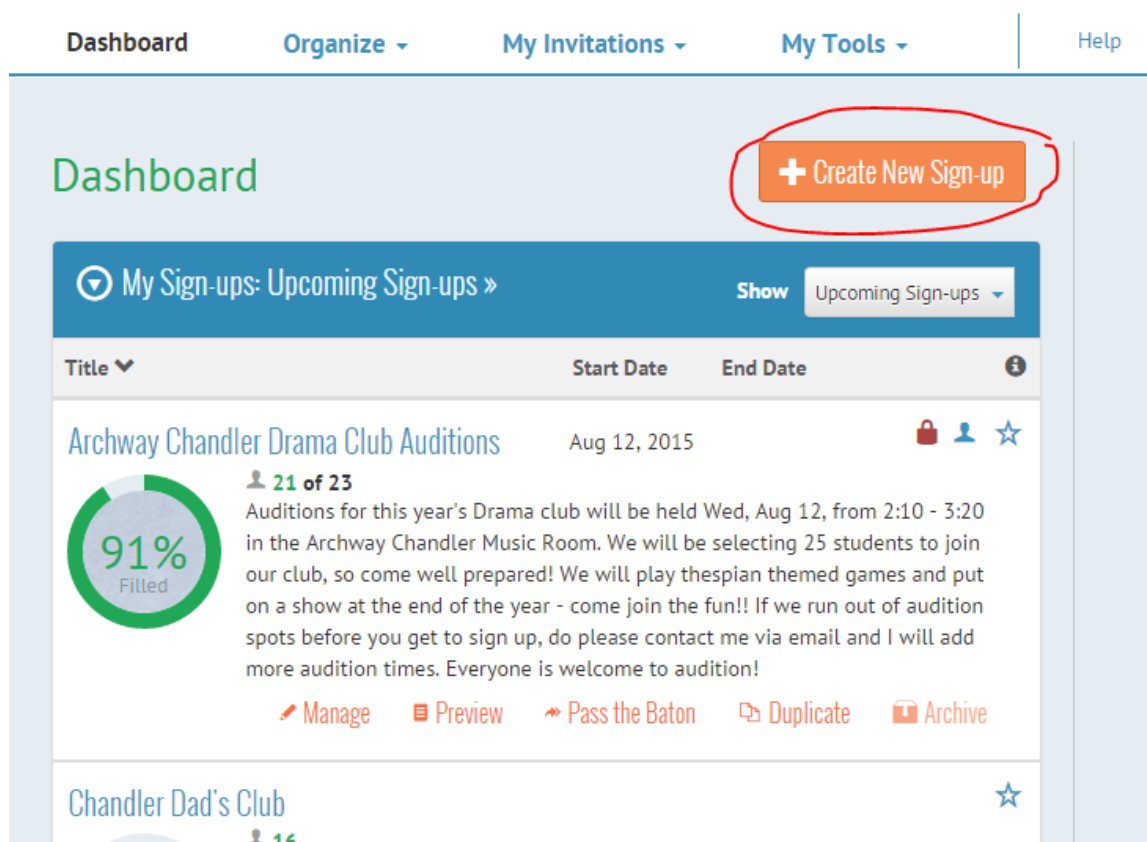 Dashboard Organize My Invitations My Tools Help
Dashboard
Create New Sign-up
My Sign-ups: Upcoming Sign-ups » Show Upcoming Sign-ups
Title Start Date End Date
Archway Chandler Drama Club Auditions Aug 12, 2015
21 of 23
91%
Filled
Auditions for this year's Drama club will be held Wed, Aug 12, from 2:10 - 3:20
in the Archway Chandler Music Room. We will be selecting 25 students to join
our club, so come well prepared! We will play thespian themed games and put
on a show at the end of the year - come join the fun!! If we run out of audition
spots before you get to sign up, do please contact me via email and I will add
more audition times. Everyone is welcome to audition!
Manage Preview Pass the Baton Duplicate Archive
Chandler Dad's Club
16